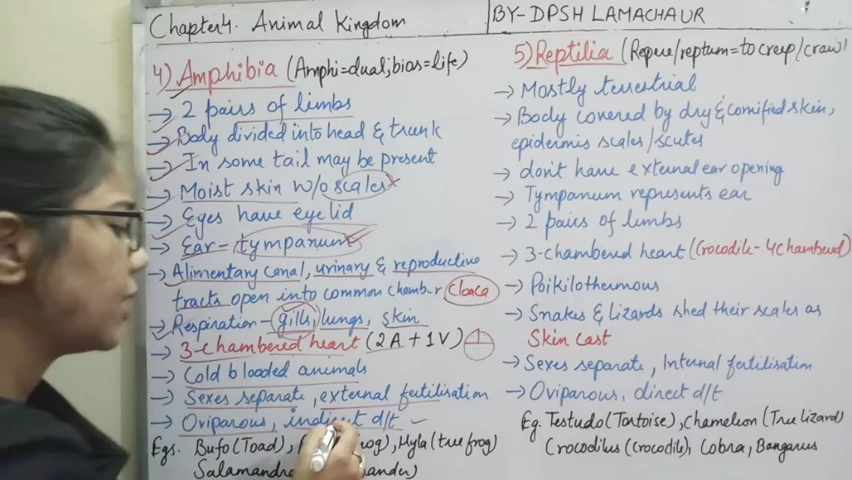 Chapter4. Animal Kingdom
BY-DPSH LAMACHAUR
4) Amphibia (Amphi=dual; bios=life)
→ 2 pairs of limbs
→ Body divided into head & trunk
→ In some tail may be present
→ Moist skin w/o scales
→ Eyes have eye lid
→ Ear - tympanum
→ Alimentary canal, urinary & reproductive
tracts open into common chamber cloaca
→ Respiration - gills, lungs, skin
→ 3-chambered heart (2A + 1V)
→ Cold blooded animals
→ Sexes separate, external fertilisation
→ Oviparous, indirect d/t
Egs. Bufo (Toad), Hyla (tree frog)
Salamandra
5) Reptilia (Repere/reptum = to creep/crawl)
→ Mostly terrestrial
→ Body covered by dry & cornified skin,
epidermis scales/scutes
→ don't have external ear opening
→ Tympanum represents ear
→ 2 pairs of limbs
→ 3-chambered heart (Crocodile - 4 chambered)
→ Poikilothermous
→ Snakes & Lizards shed their scales as
Skin cast
→ Sexes separate, Internal fertilisation
→ Oviparous, direct d/t
Eg. Testudo (Tortoise), Chameleon (True lizard)
Crocodilus (Crocodile), Cobra, Bangarus